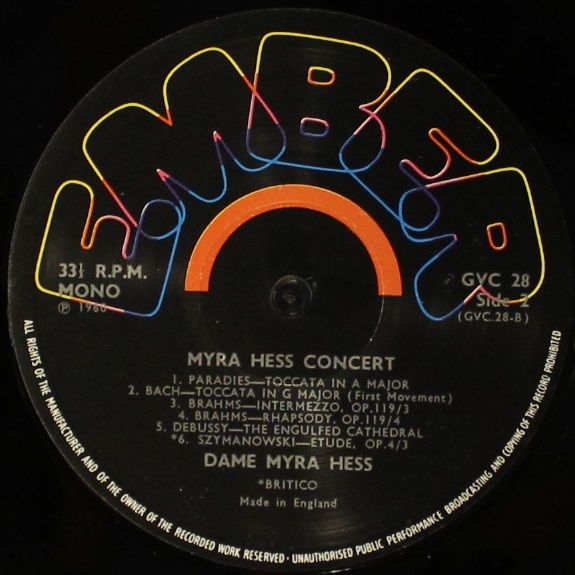 EMBER
33⅓ R.P.M.
MONO
Ⓟ 1966
GVC 28
Side 2
(GVC.28-B)
MYRA HESS CONCERT
1. PARADIES—TOCCATA IN A MAJOR
2. BACH—TOCCATA IN G MAJOR (First Movement)
3. BRAHMS—INTERMEZZO, OP.119/3
4. BRAHMS—RHAPSODY, OP.119/4
5. DEBUSSY—THE ENGULFED CATHEDRAL
*6. SZYMANOWSKI—ETUDE, OP.4/3
DAME MYRA HESS
*BRITICO
Made in England
ALL RIGHTS OF THE MANUFACTURER AND OF THE OWNER OF THE RECORDED WORK RESERVED · UNAUTHORISED PUBLIC PERFORMANCE BROADCASTING AND COPYING OF THIS RECORD PROHIBITED